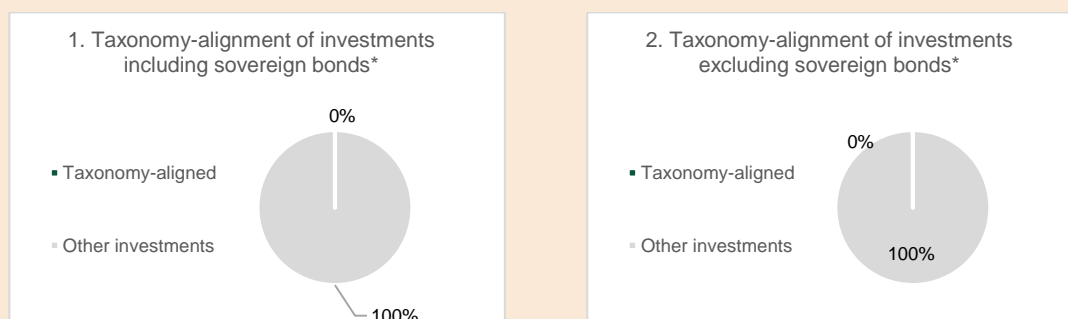 1. Taxonomy-alignment of investments
including sovereign bonds*
0%
Taxonomy-aligned
Other investments
100%
2. Taxonomy-alignment of investments
excluding sovereign bonds*
0%
Taxonomy-aligned
Other investments
100%